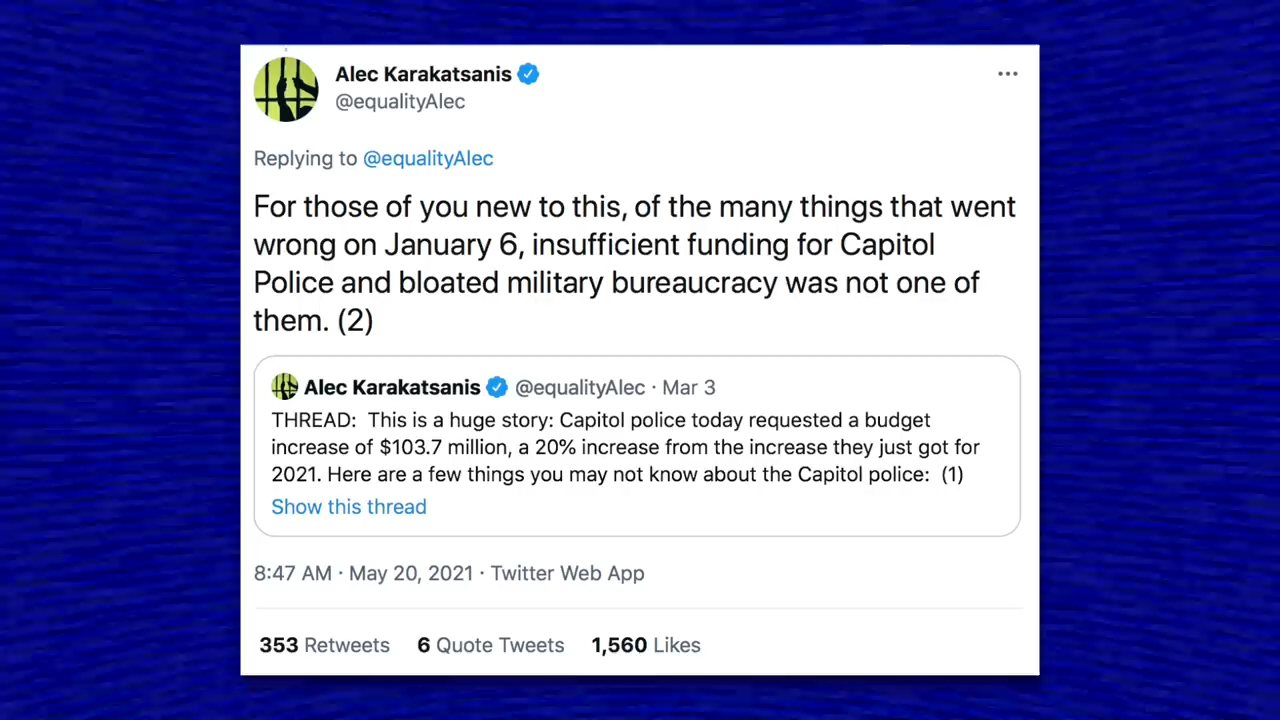 Alec Karakatsanis
@equalityAlec
Replying to @equalityAlec
For those of you new to this, of the many things that went
wrong on January 6, insufficient funding for Capitol
Police and bloated military bureaucracy was not one of
them. (2)
Alec Karakatsanis @equalityAlec · Mar 3
THREAD: This is a huge story: Capitol police today requested a budget
increase of $103.7 million, a 20% increase from the increase they just got for
2021. Here are a few things you may not know about the Capitol police: (1)
Show this thread
8:47 AM · May 20, 2021 · Twitter Web App
353 Retweets 6 Quote Tweets 1,560 Likes